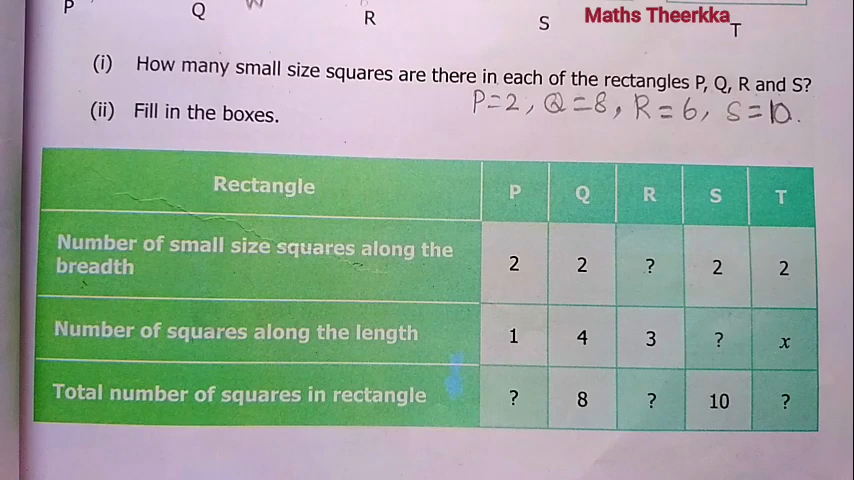 P Q R S Maths Theerkka T
(i) How many small size squares are there in each of the rectangles P, Q, R and S?
P=2, Q=8, R=6, S=10.
(ii) Fill in the boxes.
Rectangle P Q R S T
Number of small size squares along the
breadth 2 2 ? 2 2
Number of squares along the length 1 4 3 ? x
Total number of squares in rectangle ? 8 ? 10 ?